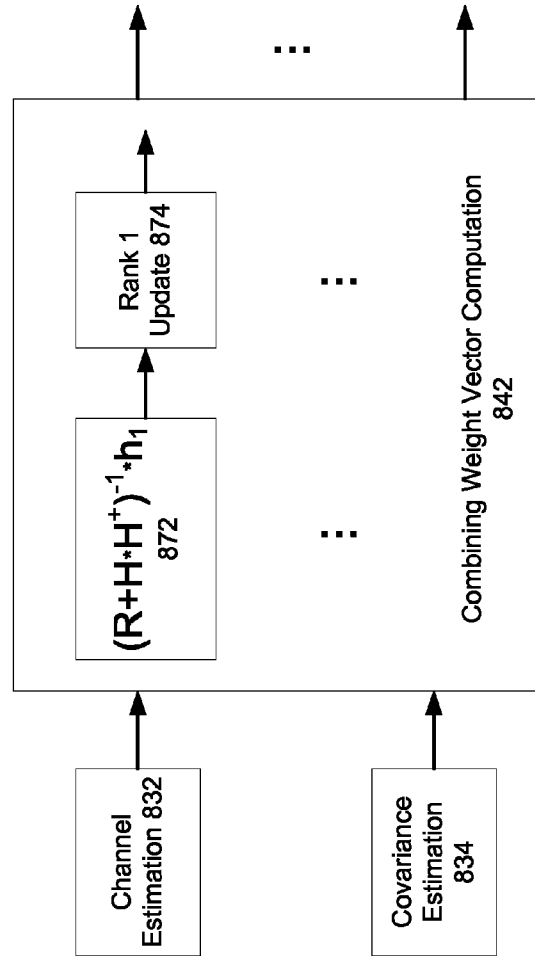 Channel
Estimation 832
Covariance
Estimation
834
(R+H*H⁺)⁻¹*h₁
872
Rank 1
Update 874
...
...
Combining Weight Vector Computation
842
...